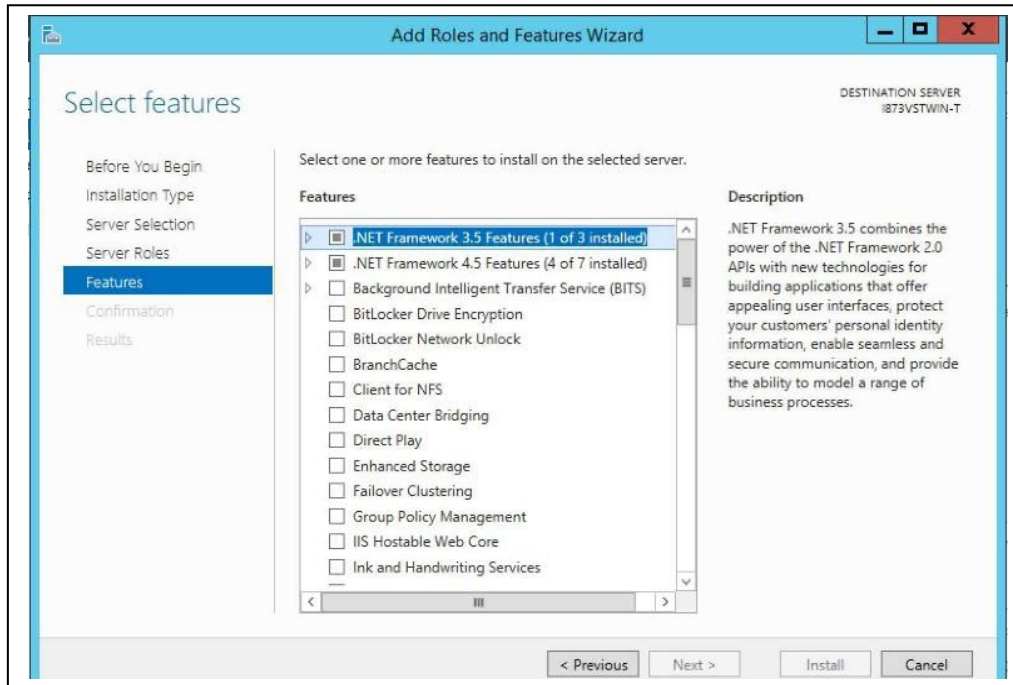 Add Roles and Features Wizard
Select features
DESTINATION SERVER
I873VSTWIN-T
Before You Begin
Installation Type
Server Selection
Server Roles
Features
Confirmation
Results
Select one or more features to install on the selected server.
Features
.NET Framework 3.5 Features (1 of 3 installed)
.NET Framework 4.5 Features (4 of 7 installed)
Background Intelligent Transfer Service (BITS)
BitLocker Drive Encryption
BitLocker Network Unlock
BranchCache
Client for NFS
Data Center Bridging
Direct Play
Enhanced Storage
Failover Clustering
Group Policy Management
IIS Hostable Web Core
Ink and Handwriting Services
Description
.NET Framework 3.5 combines the
power of the .NET Framework 2.0
APIs with new technologies for
building applications that offer
appealing user interfaces, protect
your customers' personal identity
information, enable seamless and
secure communication, and provide
the ability to model a range of
business processes.
< Previous
Next >
Install
Cancel